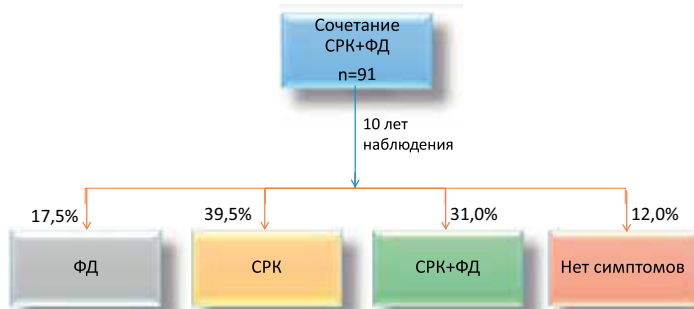 Сочетание
СРК+ФД
n=91
10 лет
наблюдения
17,5%
39,5%
31,0%
12,0%
ФД
СРК
СРК+ФД
Нет симптомов